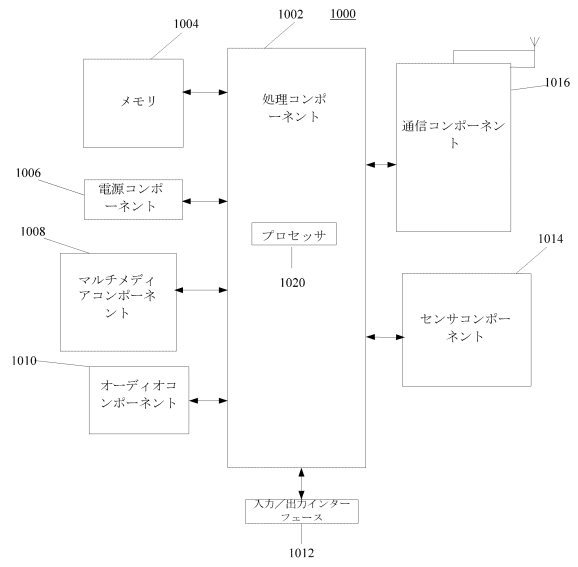 1002
1000
1004
メモリ
処理コンポ
ーネント
1016
通信コンポーネン
ト
1006
電源コンポ
ーネント
1008
プロセッサ
1020
1014
マルチメディ
アコンポーネ
ント
センサコンポー
ネント
1010
オーディオコ
ンポーネント
入力／出力インター
フェース
1012